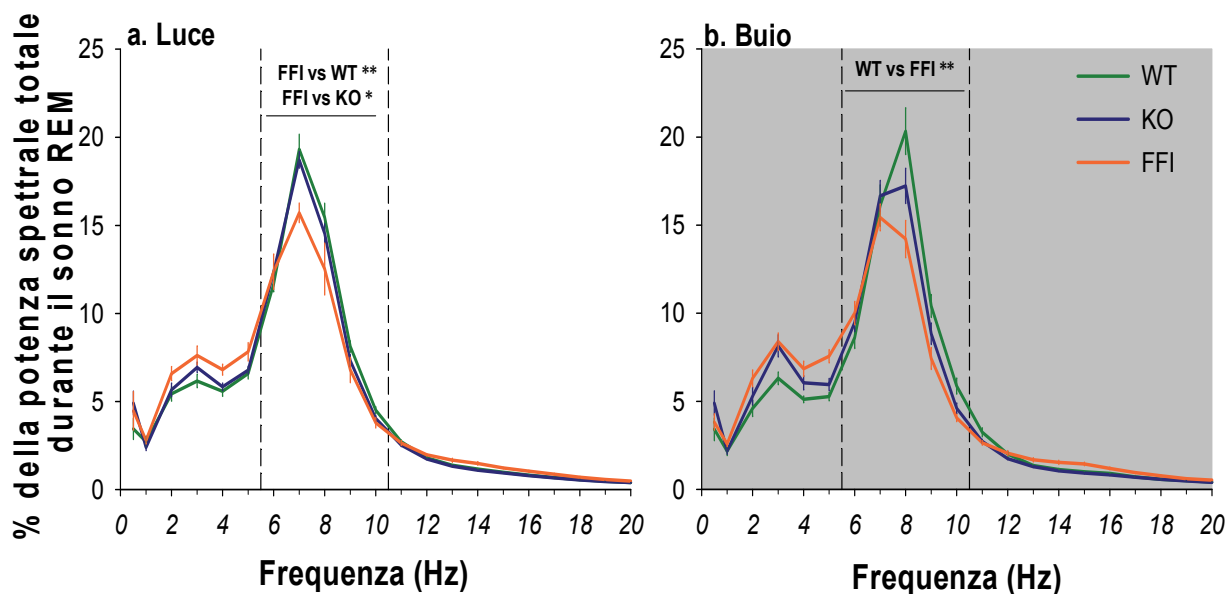 a. Luce
% della potenza spettrale totale
durante il sonno REM
25
20
15
10
5
0
FFI vs WT **
FFI vs KO *
0 2 4 6 8 10 12 14 16 18 20
Frequenza (Hz)
b. Buio
25
20
15
10
5
0
WT vs FFI **
WT
KO
FFI
0 2 4 6 8 10 12 14 16 18 20
Frequenza (Hz)